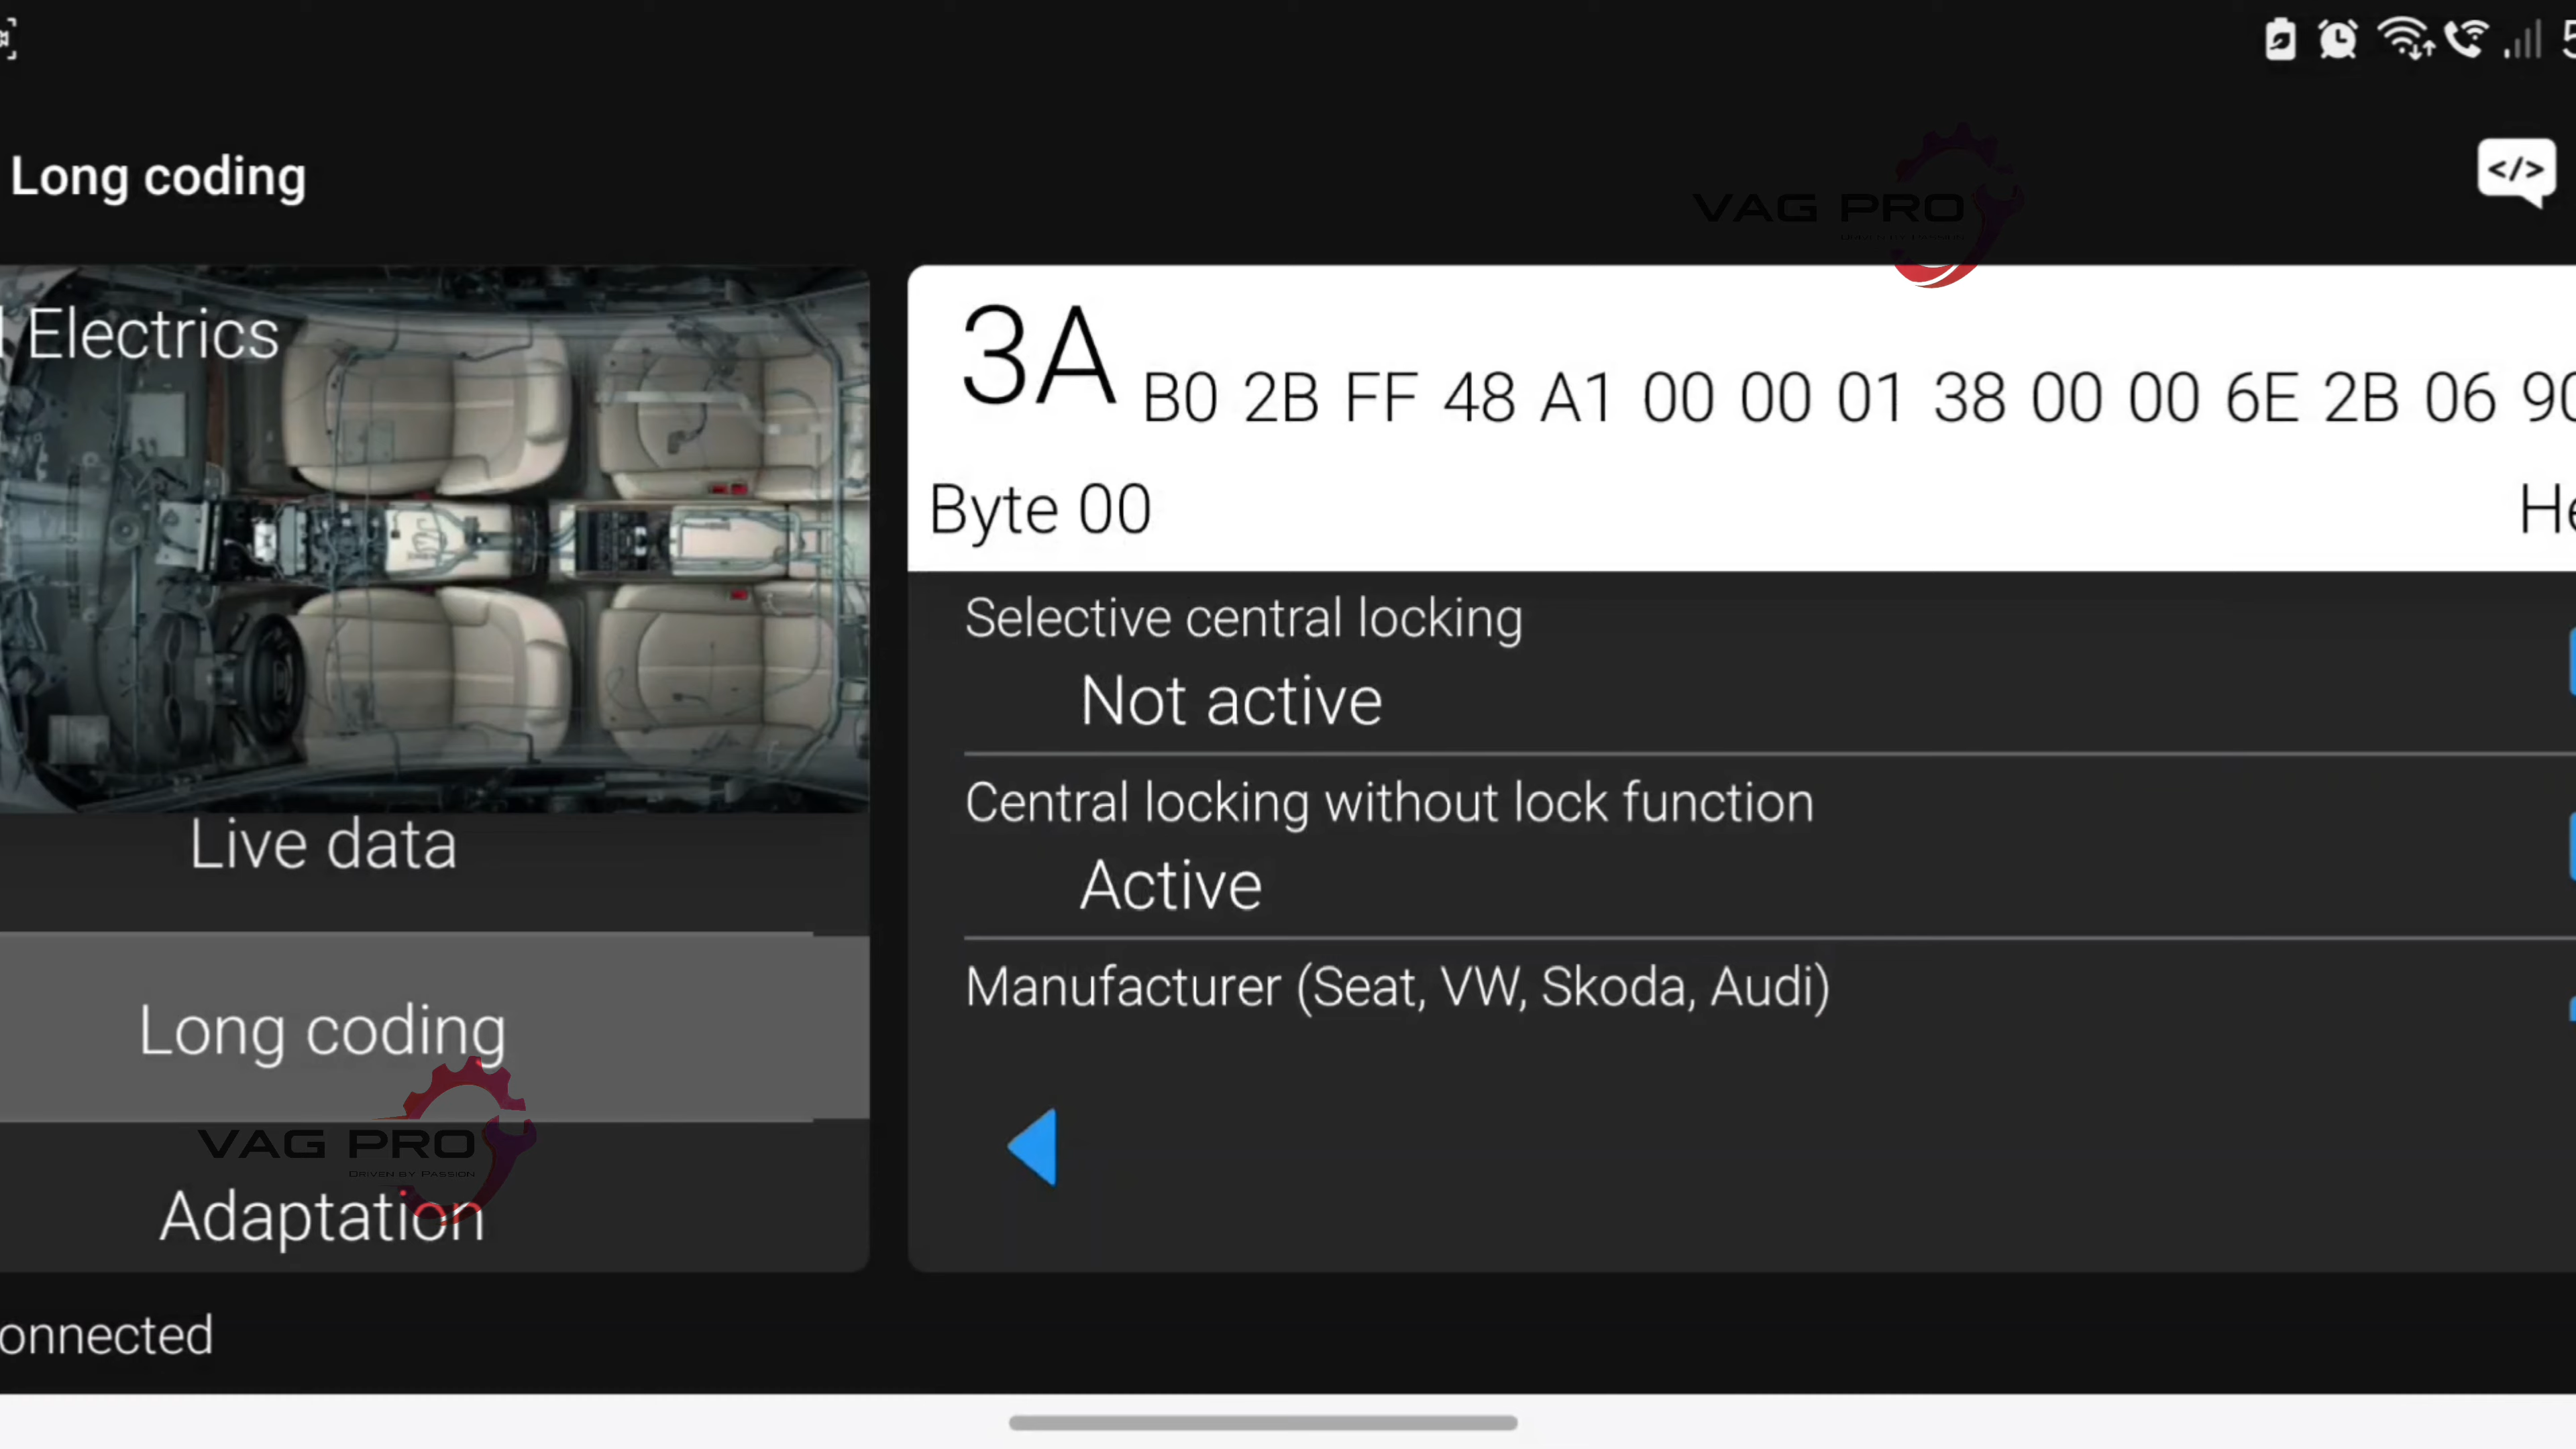 Long coding
</>
VAG PRO
Electrics
3A B0 2B FF 48 A1 00 00 01 38 00 00 6E 2B 06 90
Byte 00
Selective central locking
Not active
Central locking without lock function
Active
Manufacturer (Seat, VW, Skoda, Audi)
Live data
Long coding
VAG PRO
DRIVEN BY PASSION
Adaptation
onnected